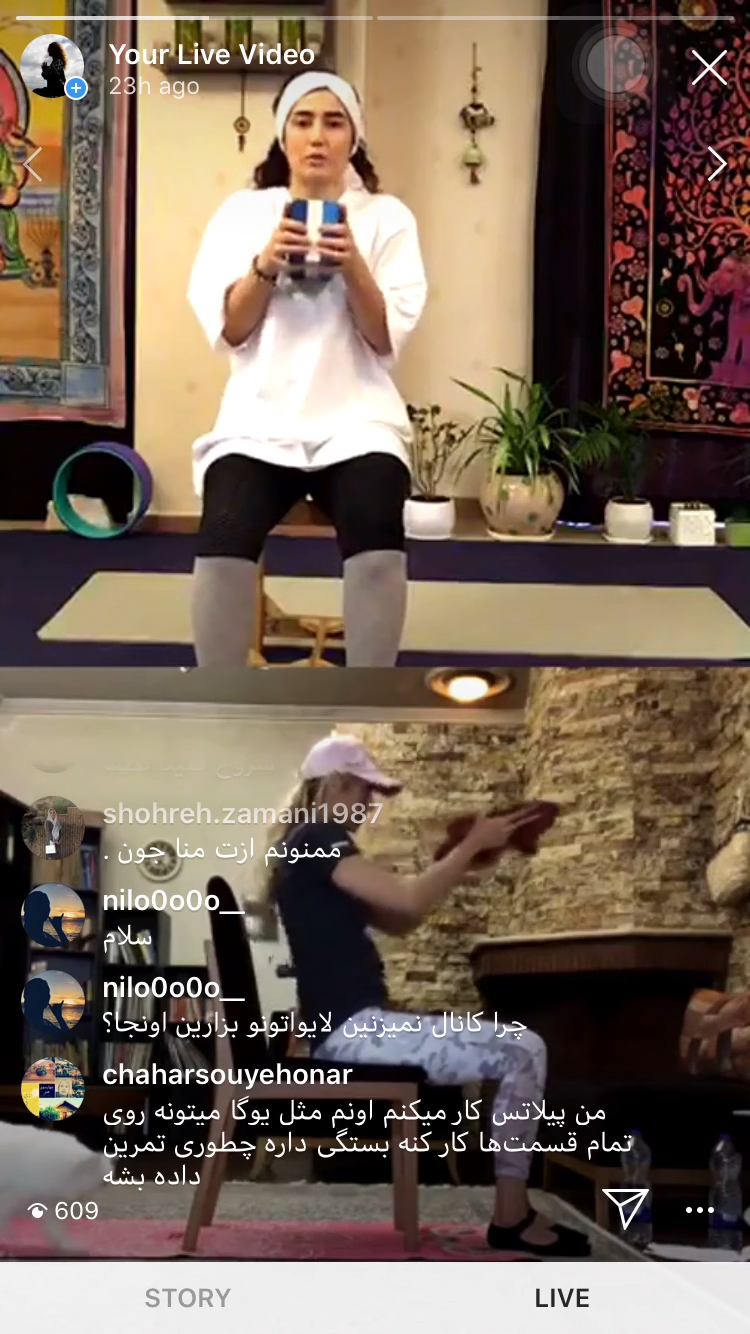 Your Live Video
23h ago
shohreh.zamani1987
ممنونم ازت منا جون .
nilo0o0o__
سلام
nilo0o0o__
چرا کانال نمیزنین لایواتونو بزارین اونجا؟
chaharsouyehonar
من پیلاتس کار میکنم اونم مثل یوگا میتونه روی
تمام قسمت‌ها کار کنه بستگی داره چطوری تمرین
داده بشه
609
STORY
LIVE